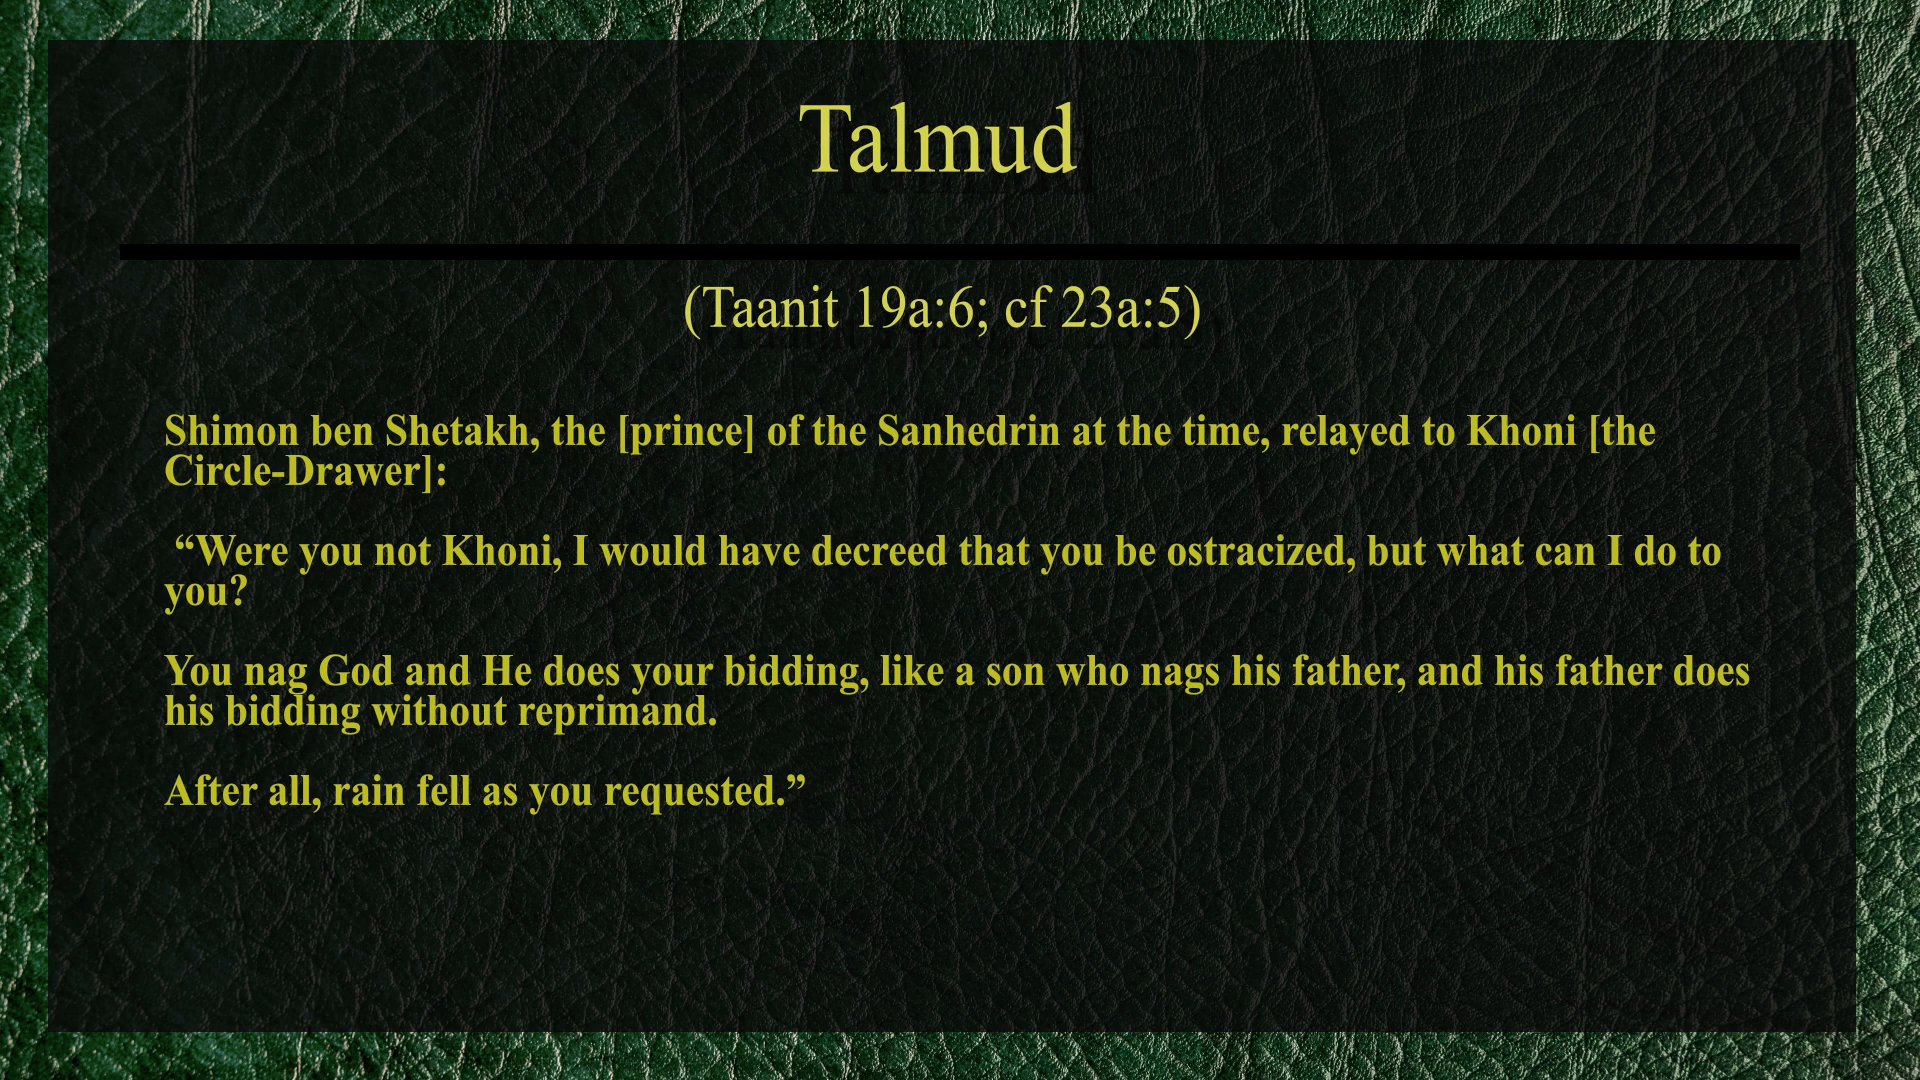 Talmud
(Taanit 19a:6; cf 23a:5)
Shimon ben Shetakh, the [prince] of the Sanhedrin at the time, relayed to Khoni [the
Circle-Drawer]:
“Were you not Khoni, I would have decreed that you be ostracized, but what can I do to
you?
You nag God and He does your bidding, like a son who nags his father, and his father does
his bidding without reprimand.
After all, rain fell as you requested.”